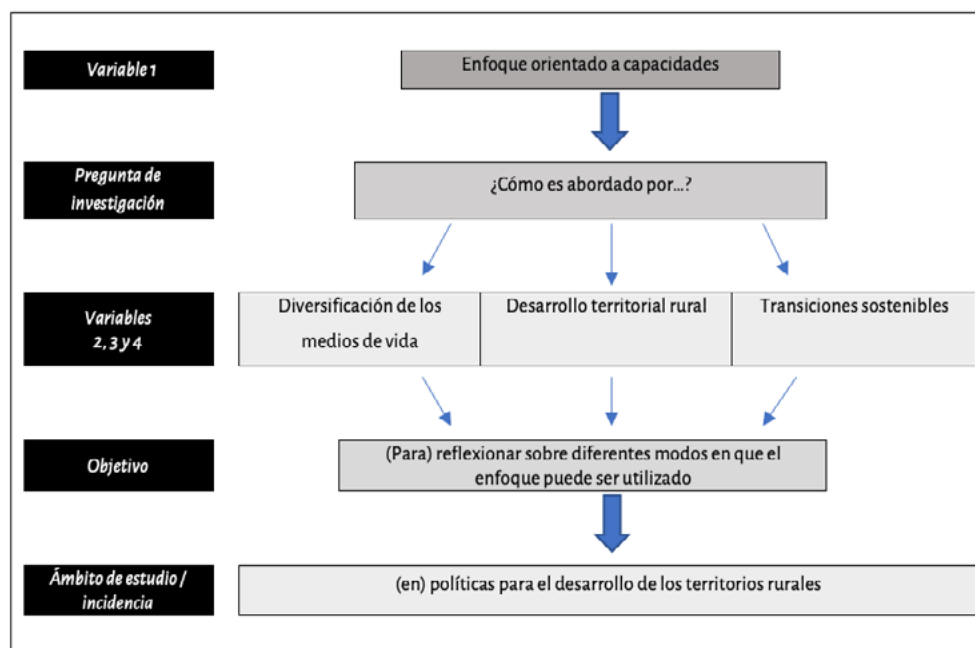 Variable 1
Enfoque orientado a capacidades
Pregunta de
investigación
¿Cómo es abordado por...?
Variables
2, 3 y 4
Diversificación de los
medios de vida
Desarrollo territorial rural
Transiciones sostenibles
Objetivo
(Para) reflexionar sobre diferentes modos en que el
enfoque puede ser utilizado
Ámbito de estudio /
incidencia
(en) políticas para el desarrollo de los territorios rurales